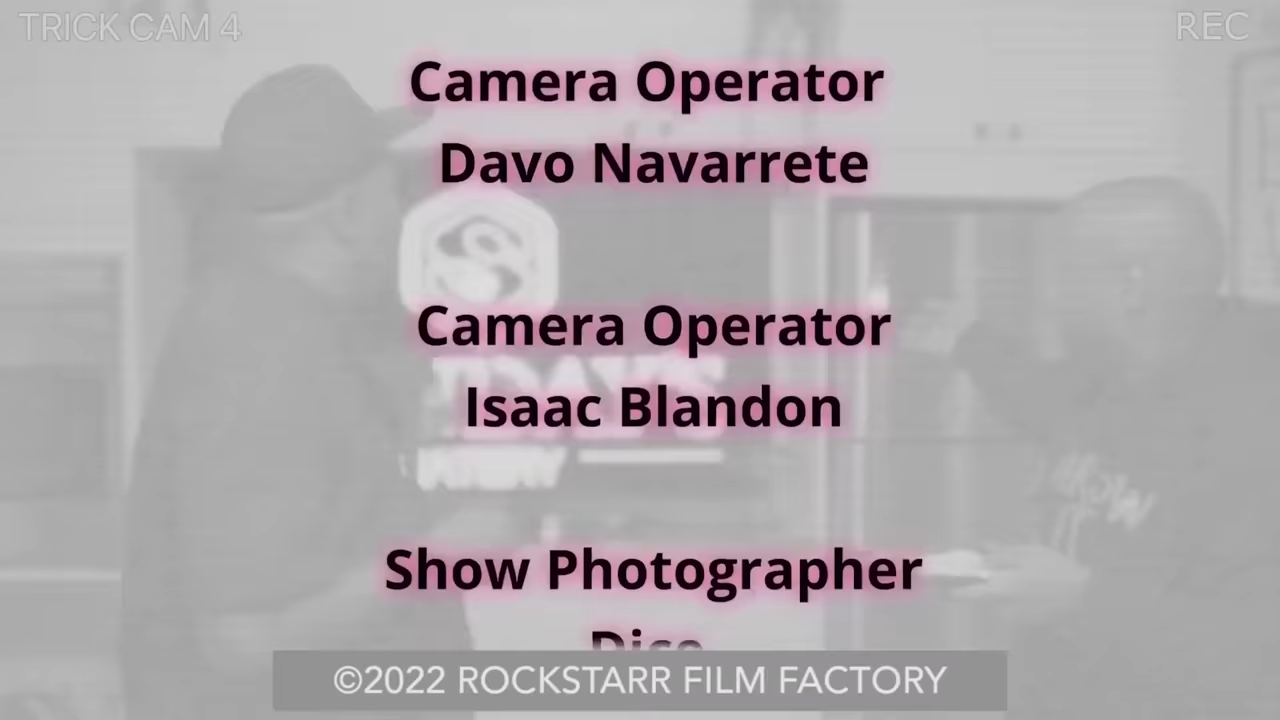 TRICK CAM 4
REC
Camera Operator
Davo Navarrete
Camera Operator
Isaac Blandon
Show Photographer
©2022 ROCKSTARR FILM FACTORY